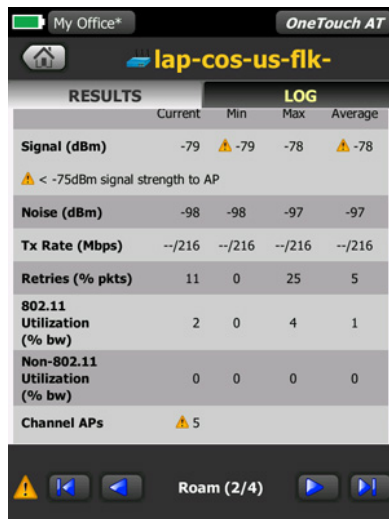 My Office* OneTouch AT
lap-cos-us-flk-
RESULTS LOG
Current Min Max Average
Signal (dBm) -79 -79 -78 -78
< -75dBm signal strength to AP
Noise (dBm) -98 -98 -97 -97
Tx Rate (Mbps) --/216 --/216 --/216 --/216
Retries (% pkts) 11 0 25 5
802.11
Utilization 2 0 4 1
(% bw)
Non-802.11
Utilization 0 0 0 0
(% bw)
Channel APs 5
Roam (2/4)